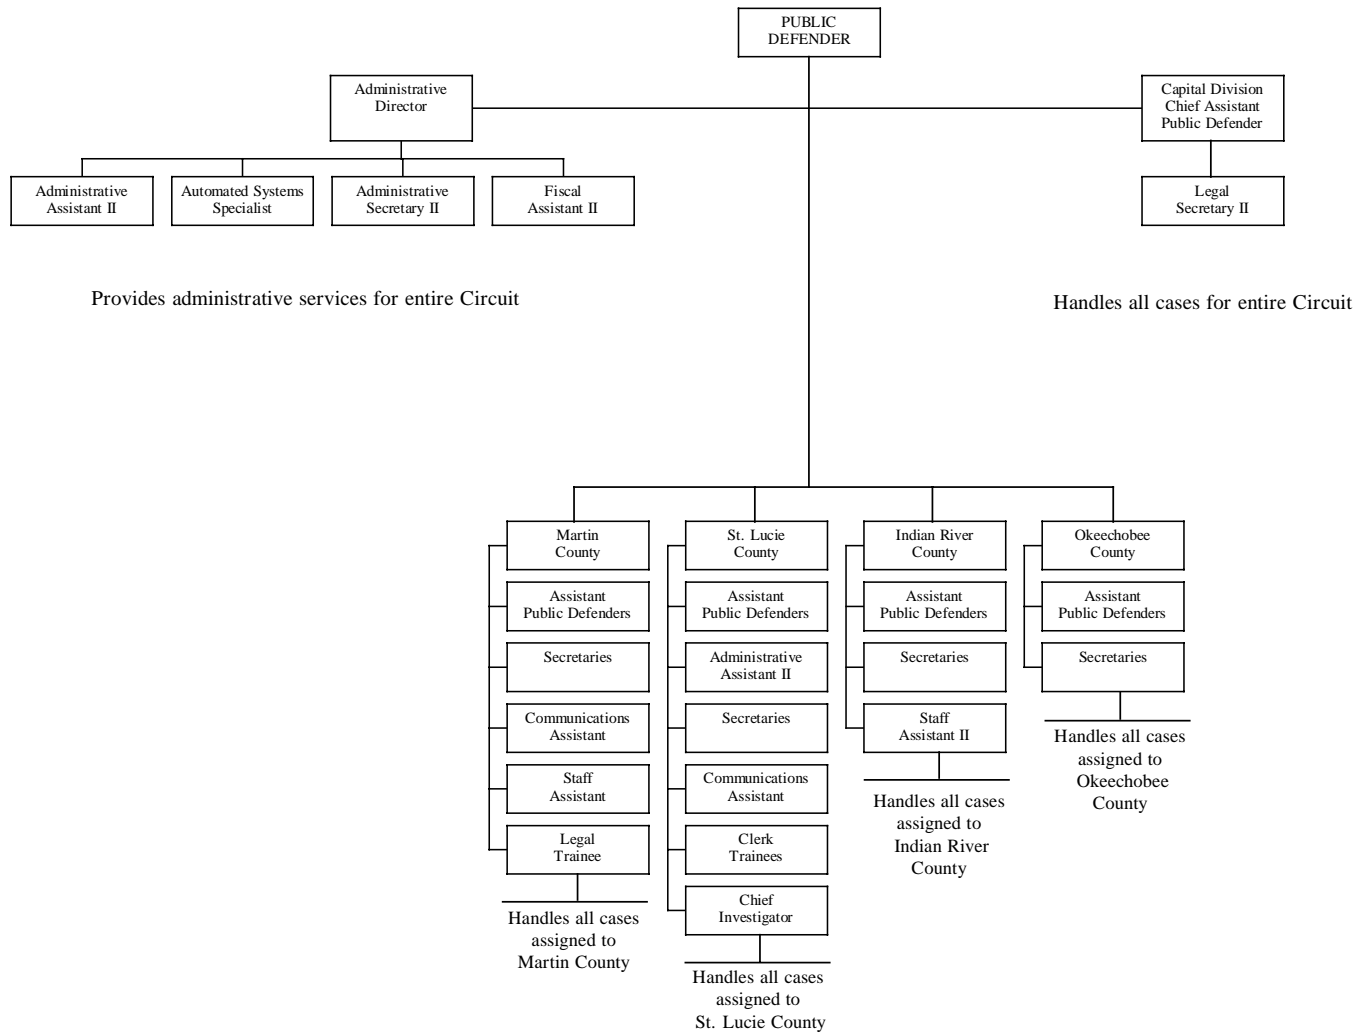 PUBLIC
DEFENDER
Administrative
Director
Capital Division
Chief Assistant
Public Defender
Administrative
Assistant II
Automated Systems
Specialist
Administrative
Secretary II
Fiscal
Assistant II
Legal
Secretary II
Provides administrative services for entire Circuit
Handles all cases for entire Circuit
Martin
County
Assistant
Public Defenders
Secretaries
Communications
Assistant
Staff
Assistant
Legal
Trainee
Handles all cases
assigned to
Martin County
St. Lucie
County
Assistant
Public Defenders
Administrative
Assistant II
Secretaries
Communications
Assistant
Clerk
Trainees
Chief
Investigator
Handles all cases
assigned to
St. Lucie County
Indian River
County
Assistant
Public Defenders
Secretaries
Staff
Assistant II
Handles all cases
assigned to
Indian River
County
Okeechobee
County
Assistant
Public Defenders
Secretaries
Handles all cases
assigned to
Okeechobee
County